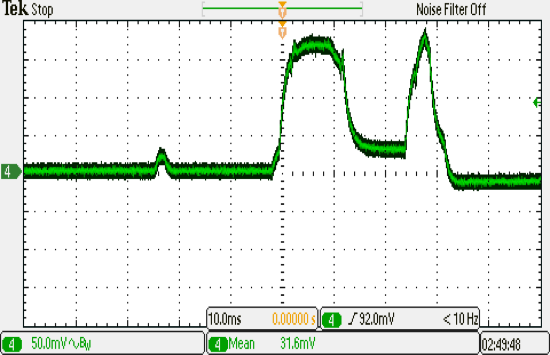 Tek Stop Noise Filter Off
T
T
4
10.0ms 0.00000 s 4 92.0mV < 10 Hz
4 50.0mV BW 4 Mean 31.6mV 02:49:48